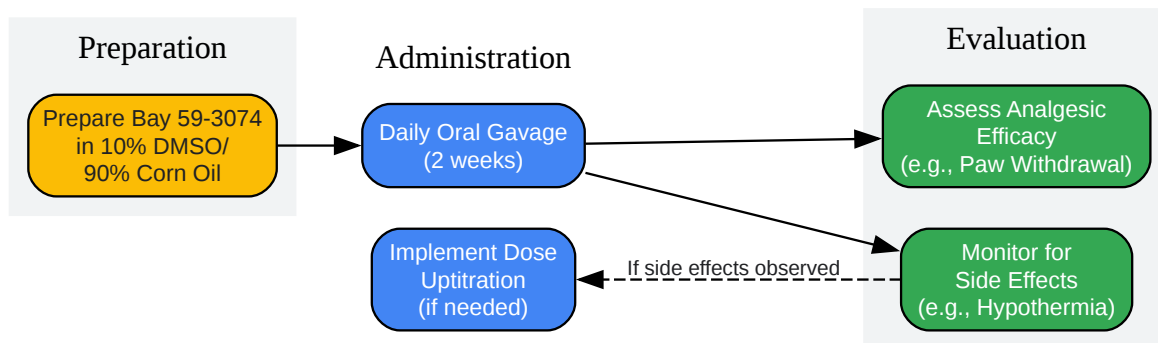 Preparation
Prepare Bay 59-3074
in 10% DMSO/
90% Corn Oil
Administration
Daily Oral Gavage
(2 weeks)
Implement Dose
Uptitration
(if needed)
If side effects observed
Evaluation
Assess Analgesic
Efficacy
(e.g., Paw Withdrawal)
Monitor for
Side Effects
(e.g., Hypothermia)